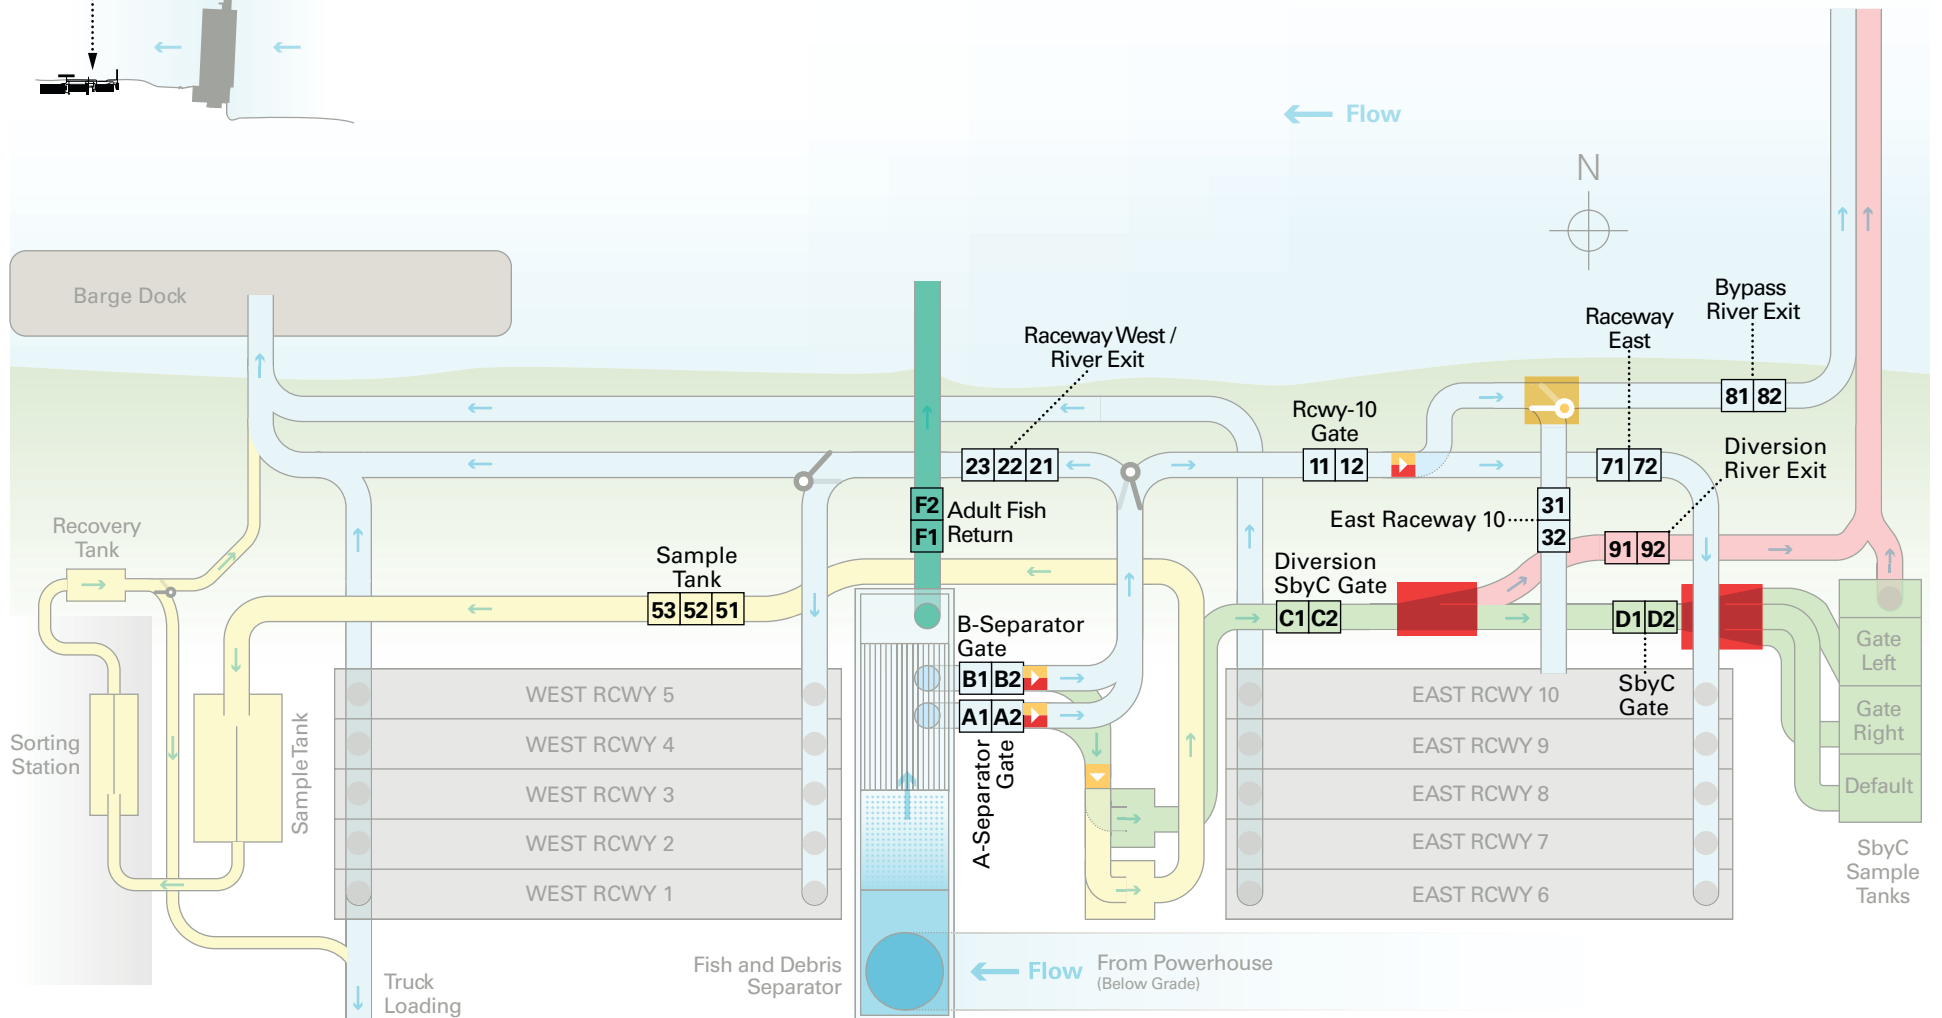 Flow
N
Barge Dock
Bypass
River Exit
Raceway
East
Raceway West /
River Exit
81 82
Rcwy-10
Gate
Diversion
River Exit
23 22 21
11 12
71 72
F2
F1
Adult Fish
Return
31
32
East Raceway 10
91 92
Recovery
Tank
Sample
Tank
53 52 51
Diversion
SbyC Gate
C1 C2
D1 D2
B-Separator
Gate
B1 B2
A1 A2
A-Separator
Gate
SbyC
Gate
Gate
Left
Gate
Right
Default
SbyC
Sample
Tanks
WEST RCWY 5
WEST RCWY 4
WEST RCWY 3
WEST RCWY 2
WEST RCWY 1
EAST RCWY 10
EAST RCWY 9
EAST RCWY 8
EAST RCWY 7
EAST RCWY 6
Sorting
Station
Sample Tank
Fish and Debris
Separator
Flow
From Powerhouse
(Below Grade)
Truck
Loading